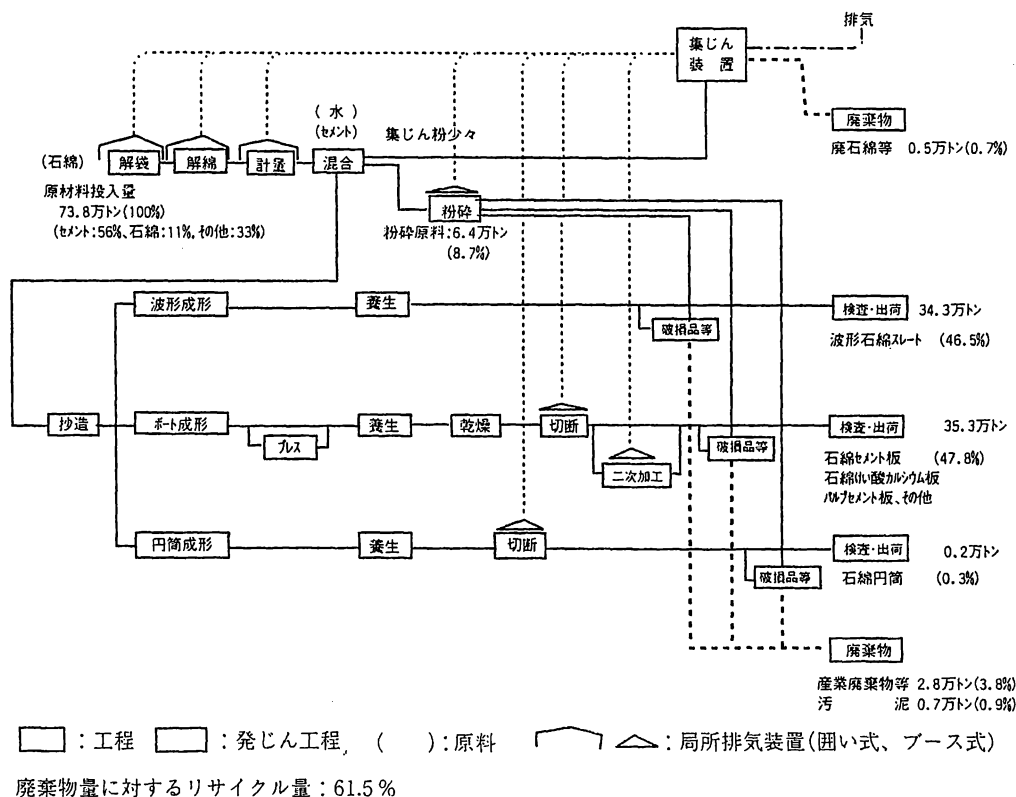 排気
集じん
装 置
廃棄物
廃石綿等 0.5万トン(0.7%)
(水)
(セメント)
集じん粉少々
(石綿)
解袋
解綿
計量
混合
原材料投入量
73.8万トン(100%)
(セメント:56%、石綿:11%、その他:33%)
粉砕
粉砕原料:6.4万トン
(8.7%)
波形成形
養生
破損品等
検査・出荷 34.3万トン
波形石綿スレート (46.5%)
抄造
ボート成形
プレス
養生
乾燥
切断
二次加工
破損品等
検査・出荷 35.3万トン
石綿セメント板 (47.8%)
石綿けい酸カルシウム板
パルプセメント板、その他
円筒成形
養生
切断
破損品等
検査・出荷 0.2万トン
石綿円筒 (0.3%)
廃棄物
産業廃棄物等 2.8万トン(3.8%)
汚 泥 0.7万トン(0.9%)
:工程 :発じん工程, ( ):原料 :局所排気装置(囲い式、ブース式)
廃棄物量に対するリサイクル量:61.5%